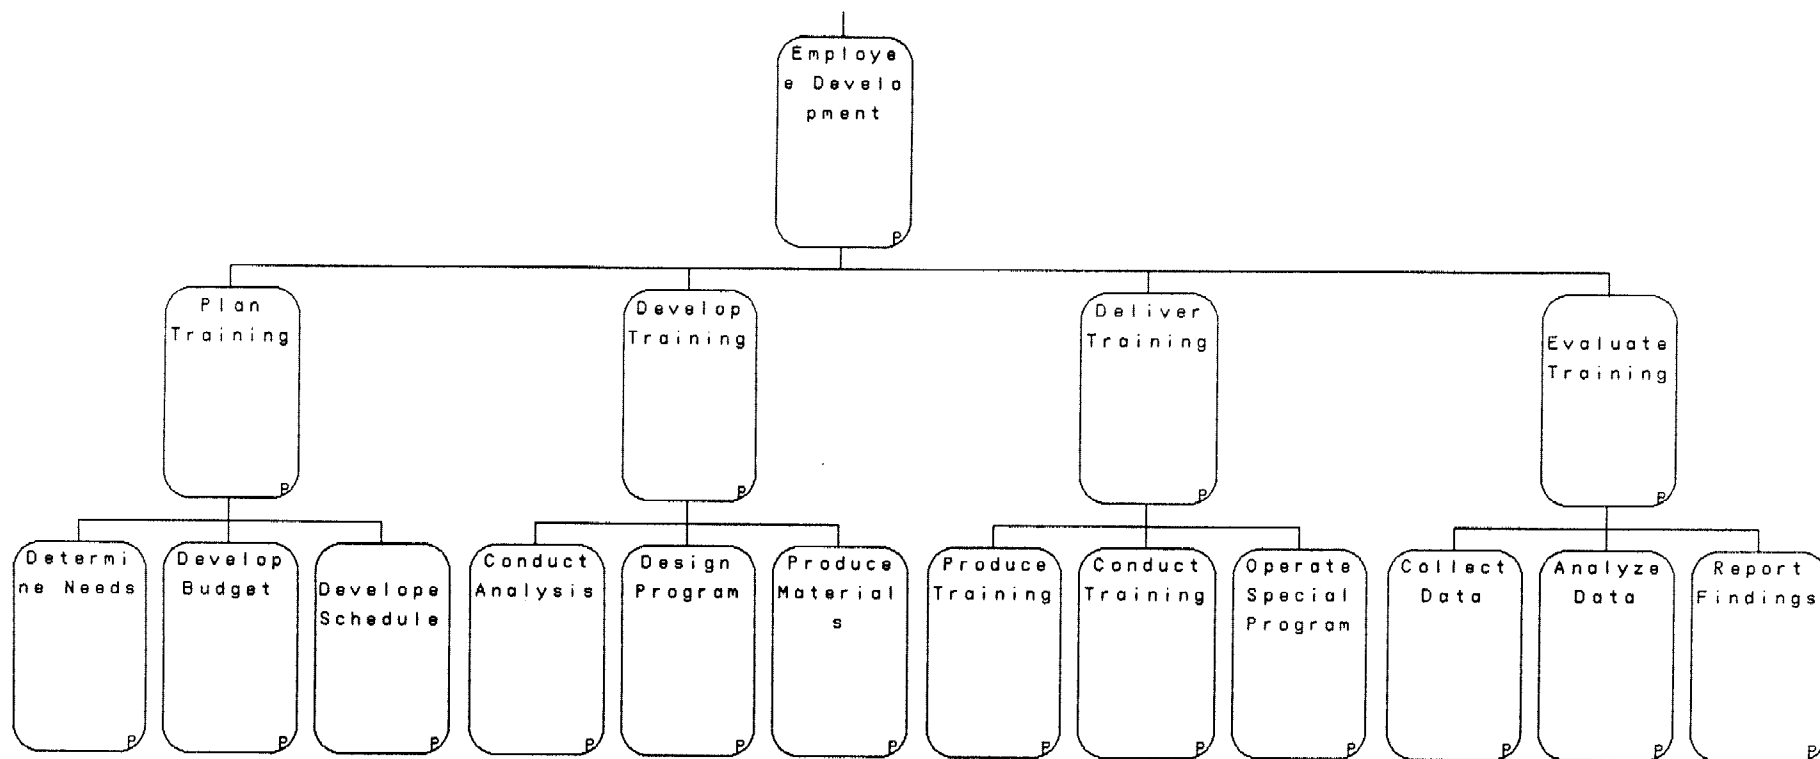 Employe
e Develo
pment
P
Plan
Training
P
Develop
Training
P
Deliver
Training
P
Evaluate
Training
P
Determi
ne Needs
P
Develop
Budget
P
Develope
Schedule
P
Conduct
Analysis
P
Design
Program
P
Produce
Material
s
P
Produce
Training
P
Conduct
Training
P
Operate
Special
Program
P
Collect
Data
P
Analyze
Data
P
Report
Findings
P